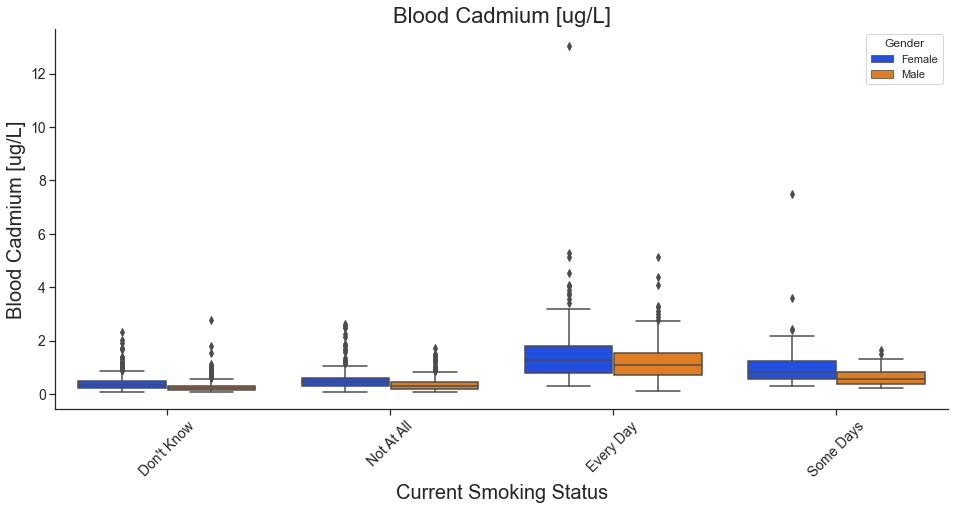 Blood Cadmium [ug/L]
Gender
Female
Male
Blood Cadmium [ug/L]
12
10
8
6
4
2
0
Don't Know
Not At All
Every Day
Some Days
Current Smoking Status